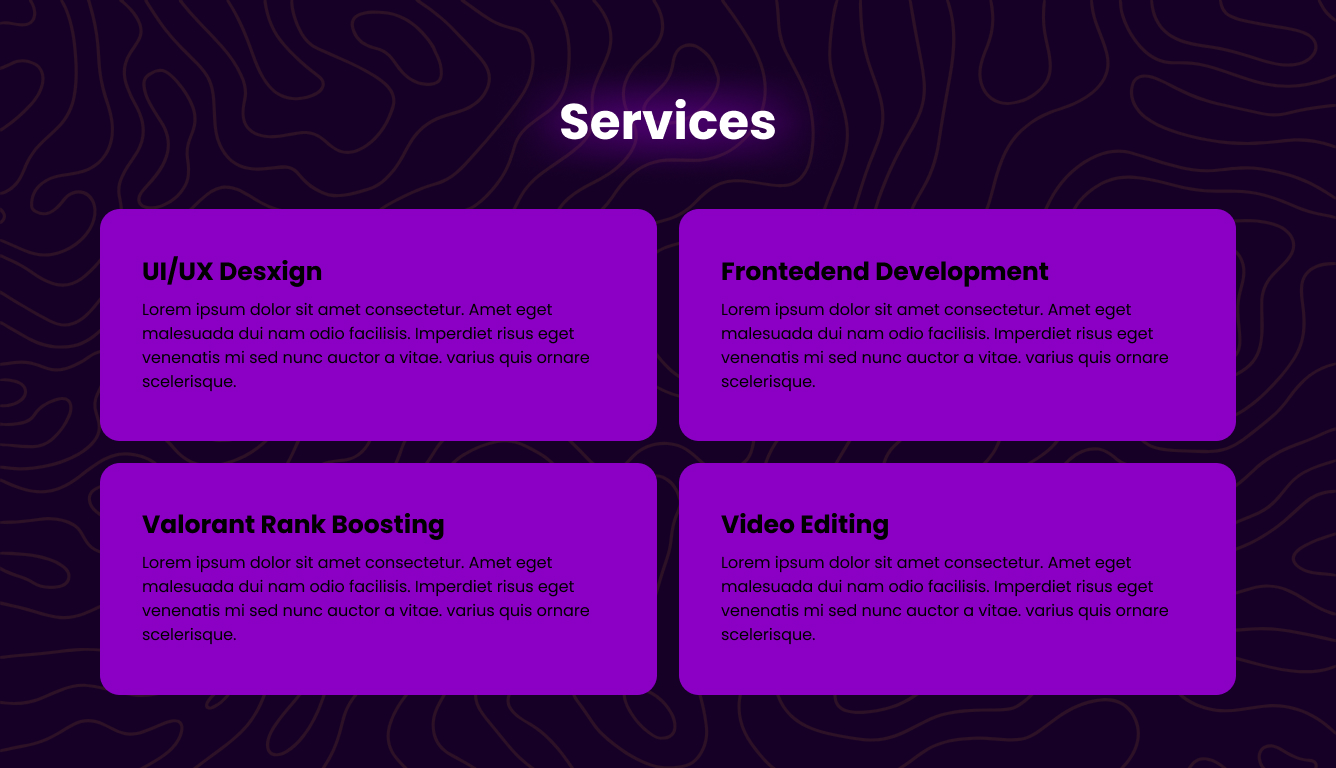 Services
UI/UX Desxign
Lorem ipsum dolor sit amet consectetur. Amet eget
malesuada dui nam odio facilisis. Imperdiet risus eget
venenatis mi sed nunc auctor a vitae. varius quis ornare
scelerisque.
Frontedend Development
Lorem ipsum dolor sit amet consectetur. Amet eget
malesuada dui nam odio facilisis. Imperdiet risus eget
venenatis mi sed nunc auctor a vitae. varius quis ornare
scelerisque.
Valorant Rank Boosting
Lorem ipsum dolor sit amet consectetur. Amet eget
malesuada dui nam odio facilisis. Imperdiet risus eget
venenatis mi sed nunc auctor a vitae. varius quis ornare
scelerisque.
Video Editing
Lorem ipsum dolor sit amet consectetur. Amet eget
malesuada dui nam odio facilisis. Imperdiet risus eget
venenatis mi sed nunc auctor a vitae. varius quis ornare
scelerisque.